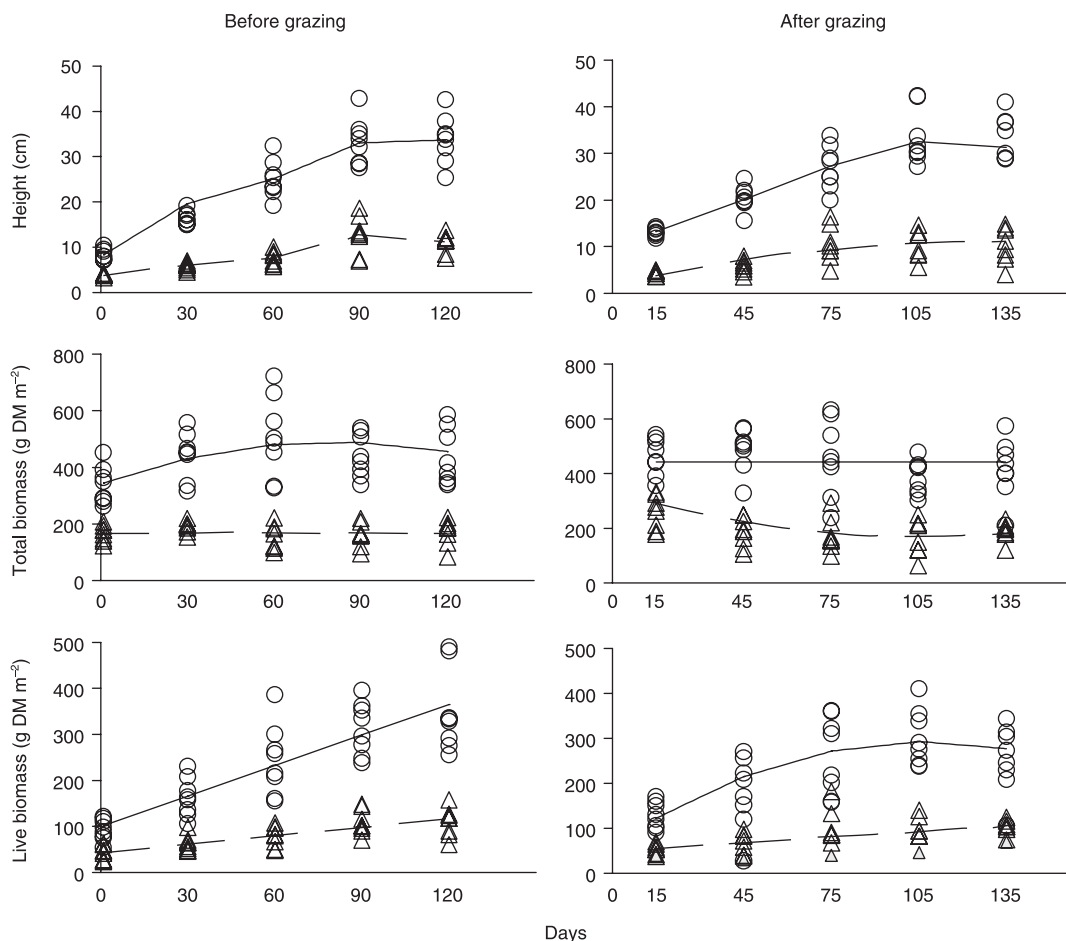 Before grazing
After grazing
Height (cm)
50
40
30
20
10
0
0 30 60 90 120
50
40
30
20
10
0
0 15 45 75 105 135
Total biomass (g DM m⁻²)
800
600
400
200
0
0 30 60 90 120
800
600
400
200
0
0 15 45 75 105 135
Live biomass (g DM m⁻²)
500
400
300
200
100
0
0 30 60 90 120
500
400
300
200
100
0
0 15 45 75 105 135
Days